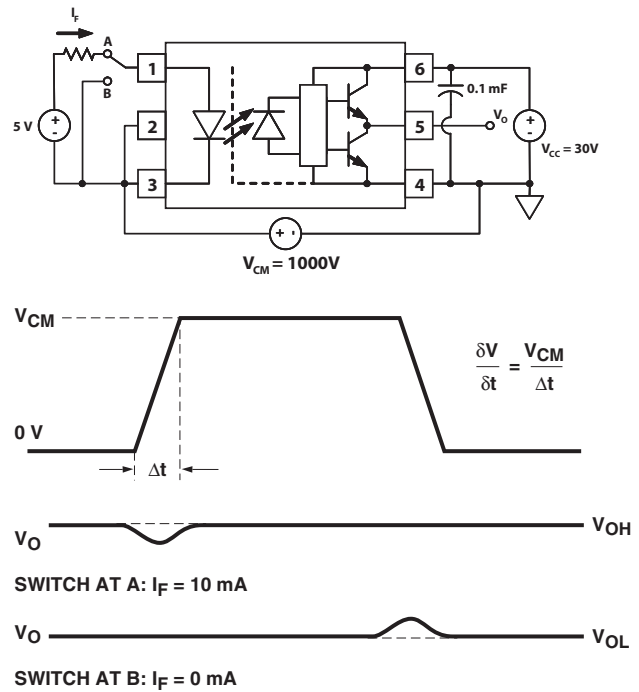 I_F
A
B
5 V
+
-
1
2
3
6
5
4
0.1 mF
V_O
+
-
V_CC = 30V
+ -
V_CM = 1000V
V_CM
δV/δt = V_CM/Δt
0 V
Δt
V_O
V_OH
SWITCH AT A: I_F = 10 mA
V_O
V_OL
SWITCH AT B: I_F = 0 mA